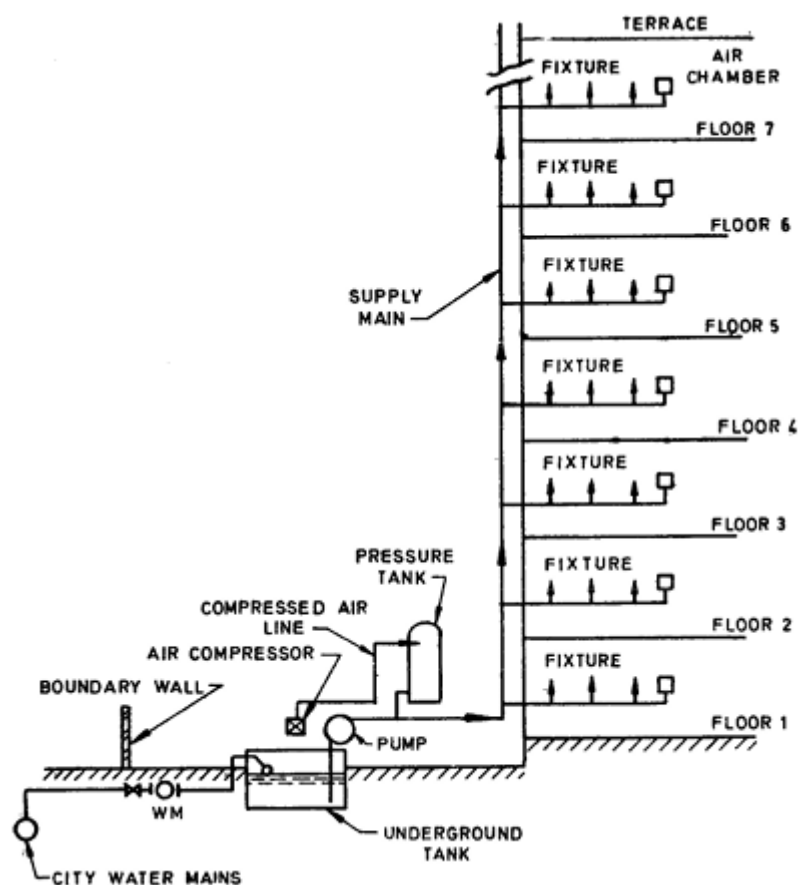 TERRACE
FIXTURE
AIR
CHAMBER
FLOOR 7
FIXTURE
FLOOR 6
FIXTURE
SUPPLY
MAIN
FLOOR 5
FIXTURE
FLOOR 4
FIXTURE
FLOOR 3
PRESSURE
TANK
FIXTURE
COMPRESSED AIR
LINE
FLOOR 2
AIR COMPRESSOR
FIXTURE
BOUNDARY WALL
FLOOR 1
PUMP
WM
UNDERGROUND
TANK
CITY WATER MAINS